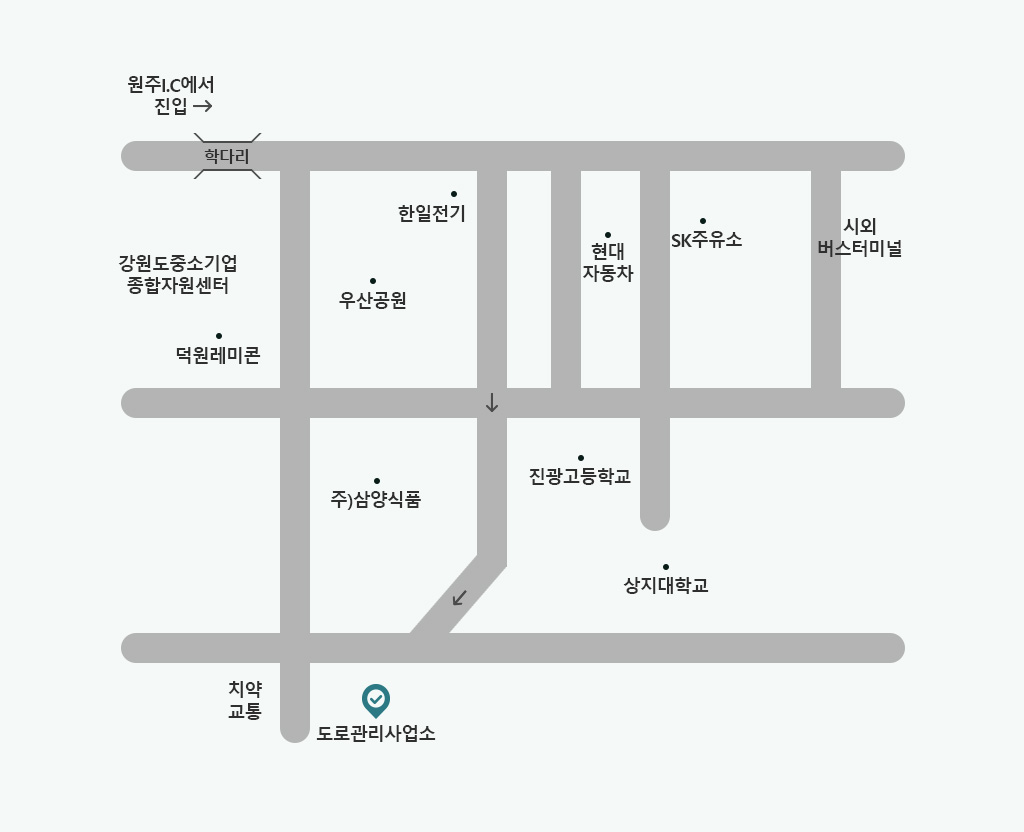 원주I.C에서
진입
학다리
한일전기
시외
버스터미널
SK주유소
현대
자동차
강원도중소기업
종합자원센터
우산공원
덕원레미콘
진광고등학교
주)삼양식품
상지대학교
치약
교통
도로관리사업소